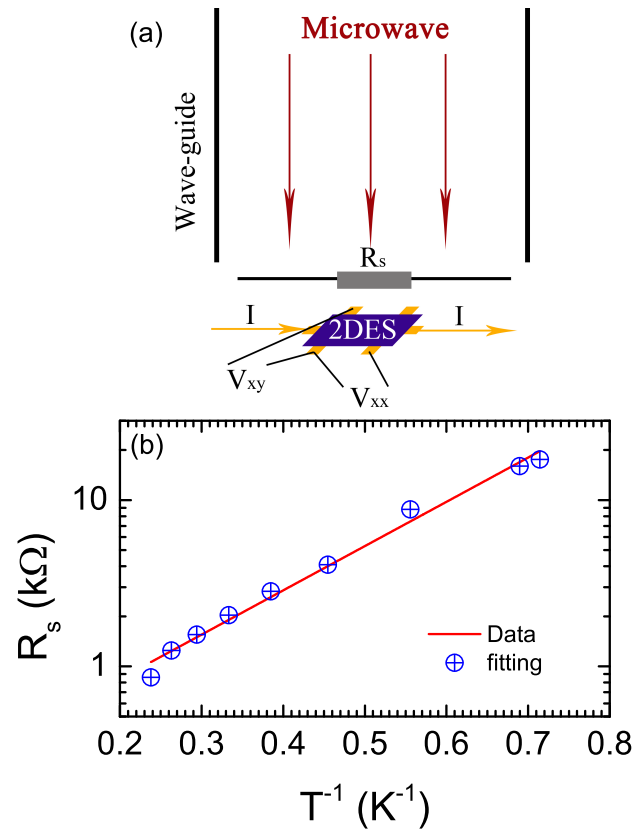 (a)
Microwave
Wave-guide
Rs
I
2DES
I
Vxy
Vxx
(b)
10
1
Rs (kΩ)
Data
fitting
0.2 0.3 0.4 0.5 0.6 0.7 0.8
T-1 (K-1)